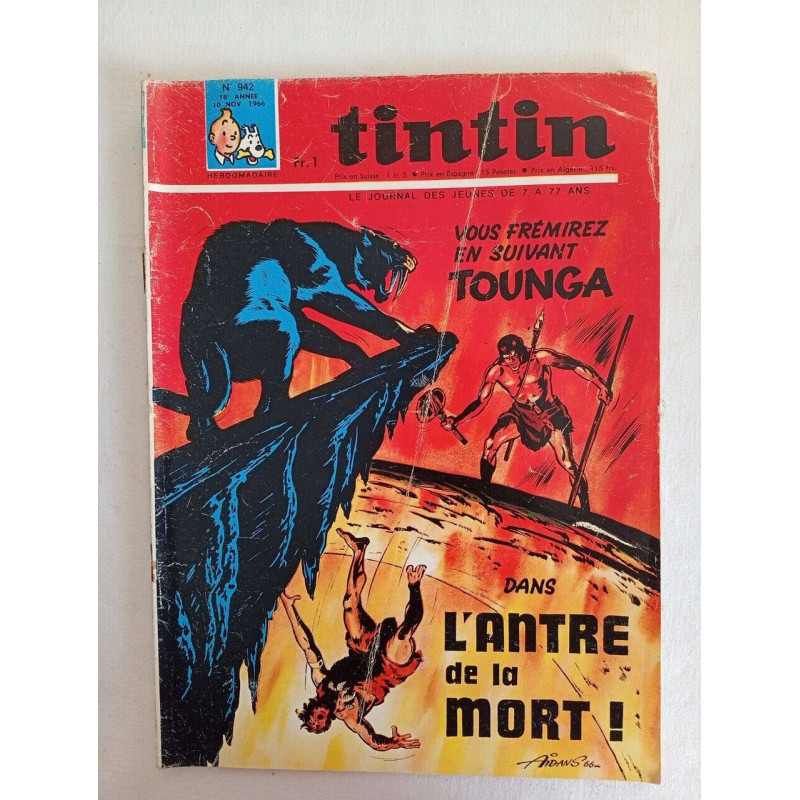 N° 942
18e ANNÉE
10 NOV 1966
HEBDOMADAIRE
Fr. 1
tintin
Prix en Suisse : 1 fr. S. ● Prix en Espagne : 15 Pesetas. ● Prix en Algérie : 115 frs.
LE JOURNAL DES JEUNES DE 7 A 77 ANS
VOUS FRÉMIREZ
EN SUIVANT
TOUNGA
DANS
L'ANTRE
de la
MORT !
AIDANS 66